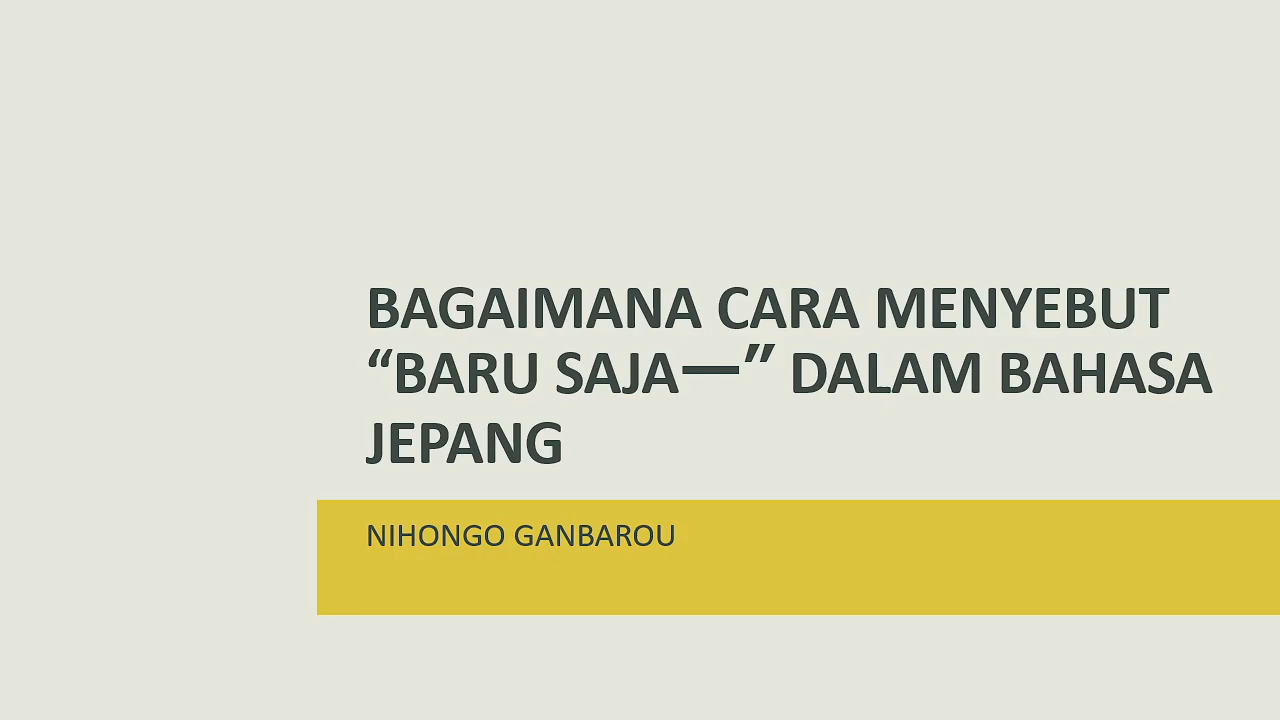 BAGAIMANA CARA MENYEBUT
“BARU SAJA—” DALAM BAHASA
JEPANG
NIHONGO GANBAROU